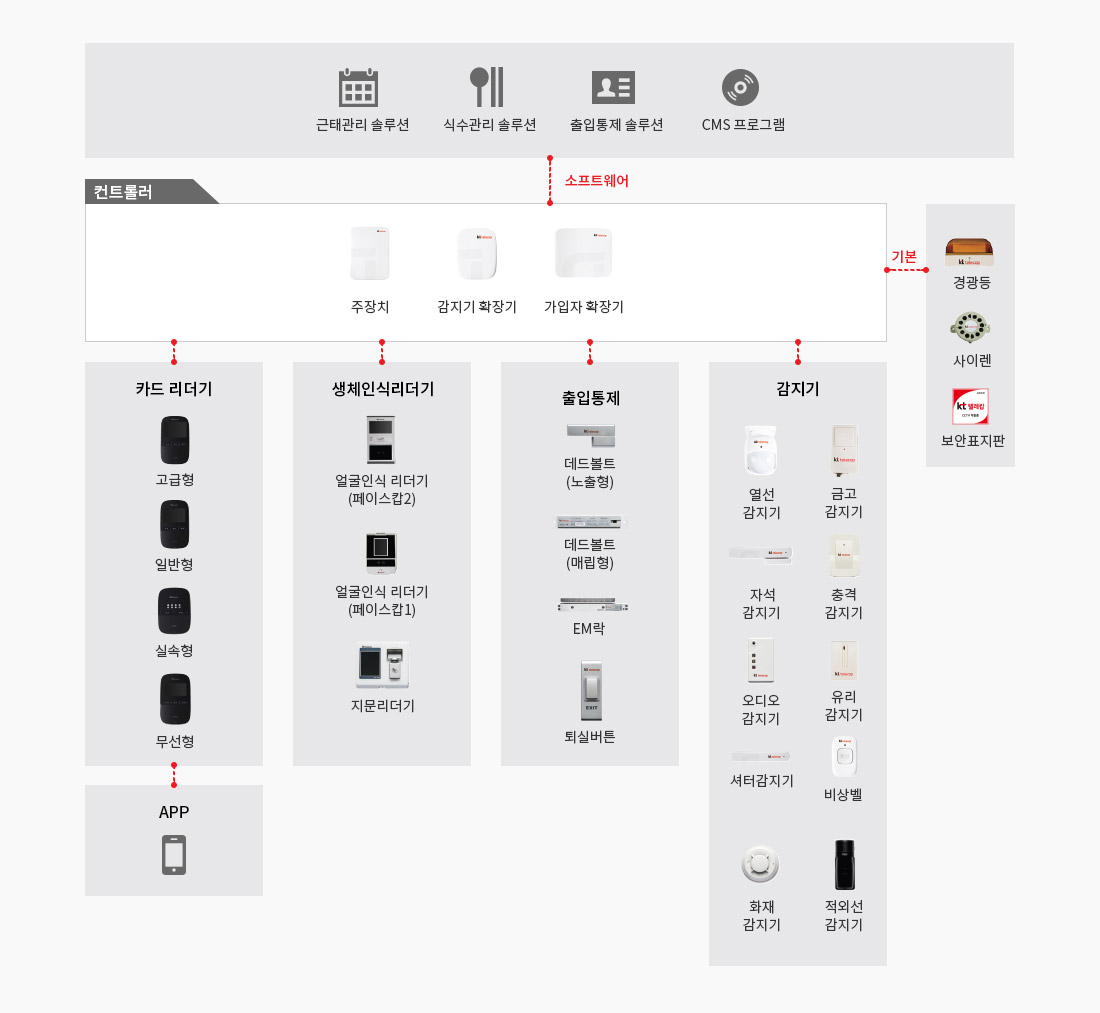 근태관리 솔루션
식수관리 솔루션
출입통제 솔루션
CMS 프로그램
소프트웨어
컨트롤러
주장치
감지기 확장기
가입자 확장기
기본
경광등
사이렌
kt 텔레캅
보안표지판
카드 리더기
고급형
일반형
실속형
무선형
APP
생체인식리더기
얼굴인식 리더기
(페이스캅2)
얼굴인식 리더기
(페이스캅1)
지문리더기
출입통제
데드볼트
(노출형)
데드볼트
(매립형)
EM락
kt telecop
EXIT
퇴실버튼
감지기
열선
감지기
금고
감지기
자석
감지기
충격
감지기
오디오
감지기
유리
감지기
셔터감지기
비상벨
화재
감지기
적외선
감지기